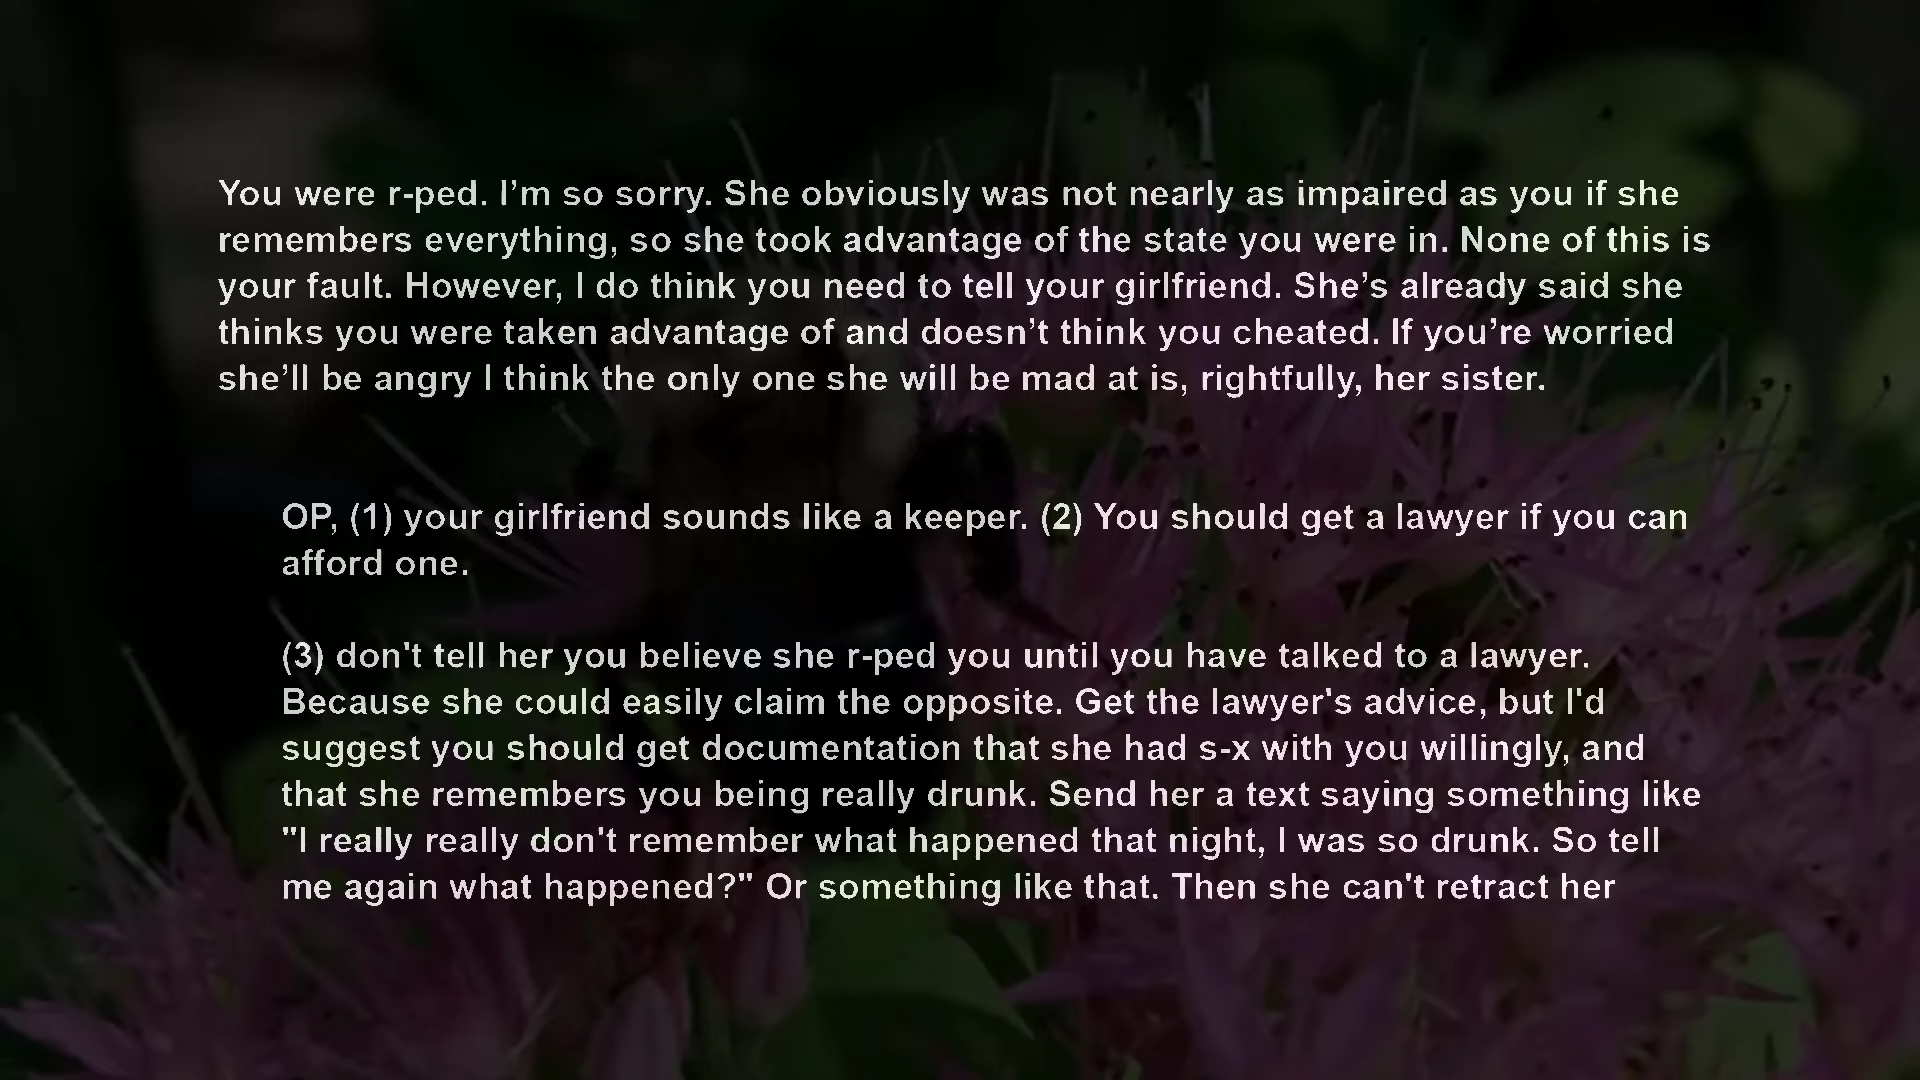 You were r-ped. I’m so sorry. She obviously was not nearly as impaired as you if she
remembers everything, so she took advantage of the state you were in. None of this is
your fault. However, I do think you need to tell your girlfriend. She’s already said she
thinks you were taken advantage of and doesn’t think you cheated. If you’re worried
she’ll be angry I think the only one she will be mad at is, rightfully, her sister.
OP, (1) your girlfriend sounds like a keeper. (2) You should get a lawyer if you can
afford one.
(3) don't tell her you believe she r-ped you until you have talked to a lawyer.
Because she could easily claim the opposite. Get the lawyer's advice, but I'd
suggest you should get documentation that she had s-x with you willingly, and
that she remembers you being really drunk. Send her a text saying something like
"I really really don't remember what happened that night, I was so drunk. So tell
me again what happened?" Or something like that. Then she can't retract her